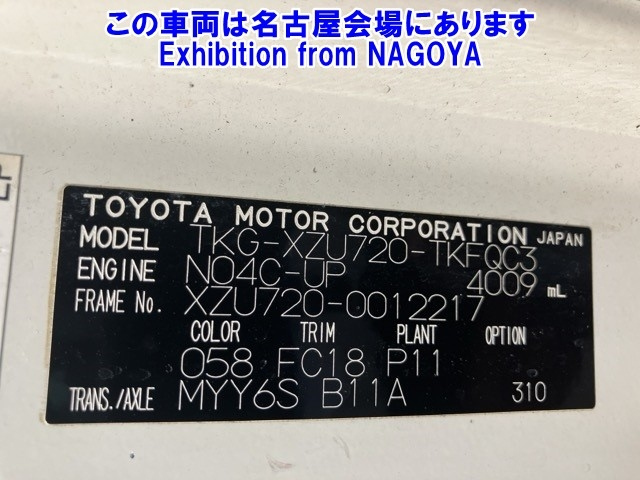 この車両は名古屋会場にあります
Exhibition from NAGOYA
TOYOTA MOTOR CORPORATION JAPAN
MODEL TKG-XZU720-TKFQC3
ENGINE N04C-UP 4009 mL
FRAME No. XZU720-0012217
COLOR TRIM PLANT OPTION
058 FC18 P11
TRANS./AXLE MYY6S B11A 310